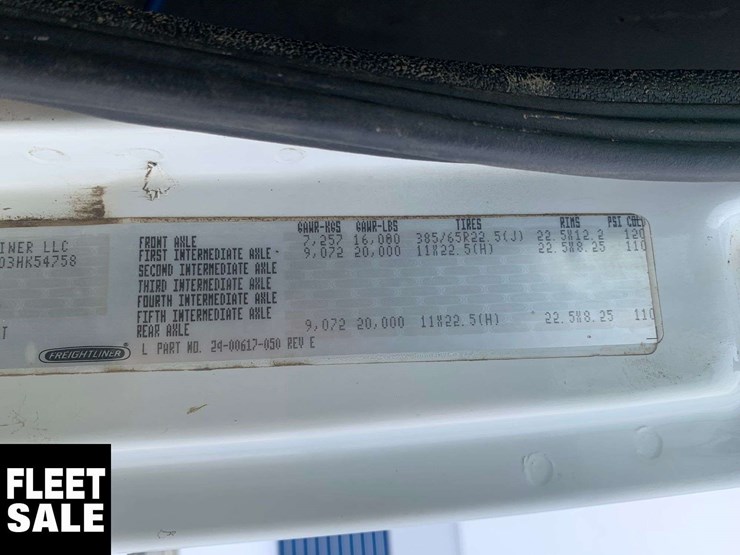 GAWR-KGS GAWR-LBS TIRES RIMS PSI COLD
INER LLC
03HK54758
FRONT AXLE 7,257 16,080 385/65R22.5(J) 22.5X12.2 120
FIRST INTERMEDIATE AXLE 9,072 20,000 11X22.5(H) 22.5X8.25 110
SECOND INTERMEDIATE AXLE
THIRD INTERMEDIATE AXLE
FOURTH INTERMEDIATE AXLE
FIFTH INTERMEDIATE AXLE
REAR AXLE 9,072 20,000 11X22.5(H) 22.5X8.25 110
T
FREIGHTLINER
L PART NO. 24-00617-050 REV E
FLEET
SALE